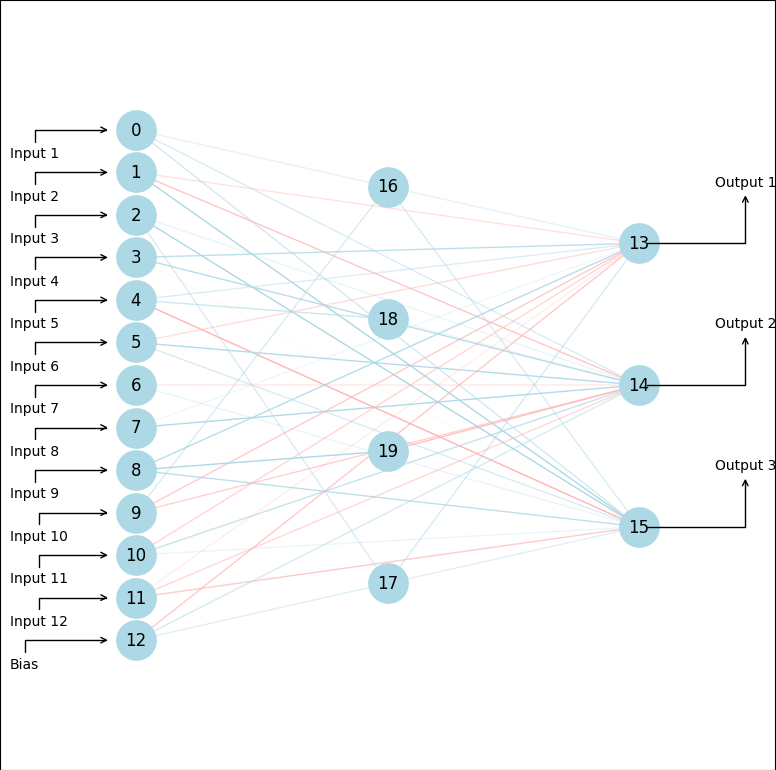 0
Input 1
1
Input 2
2
Input 3
3
Input 4
4
Input 5
5
Input 6
6
Input 7
7
Input 8
8
Input 9
9
Input 10
10
Input 11
11
Input 12
12
Bias
16
18
19
17
Output 1
13
Output 2
14
Output 3
15